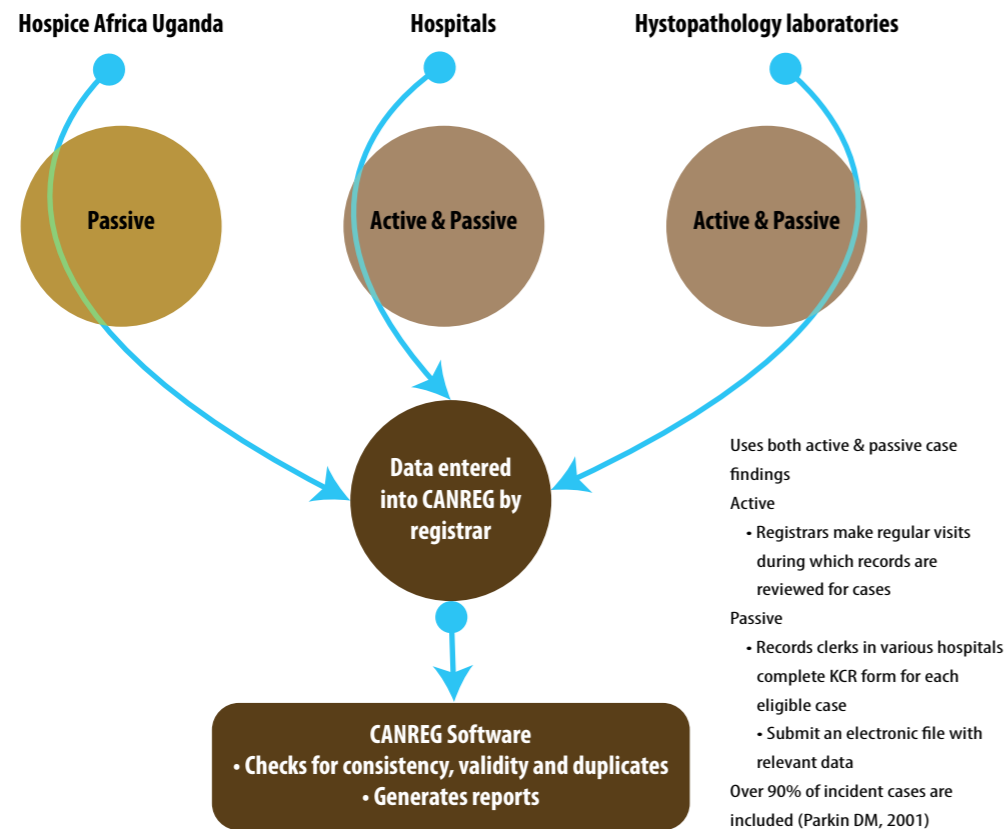 Hospice Africa Uganda
Hospitals
Hystopathology laboratories
Passive
Active & Passive
Active & Passive
Data entered
into CANREG by
registrar
CANREG Software
• Checks for consistency, validity and duplicates
• Generates reports
Uses both active & passive case
findings
Active
• Registrars make regular visits
during which records are
reviewed for cases
Passive
• Records clerks in various hospitals
complete KCR form for each
eligible case
• Submit an electronic file with
relevant data
Over 90% of incident cases are
included (Parkin DM, 2001)